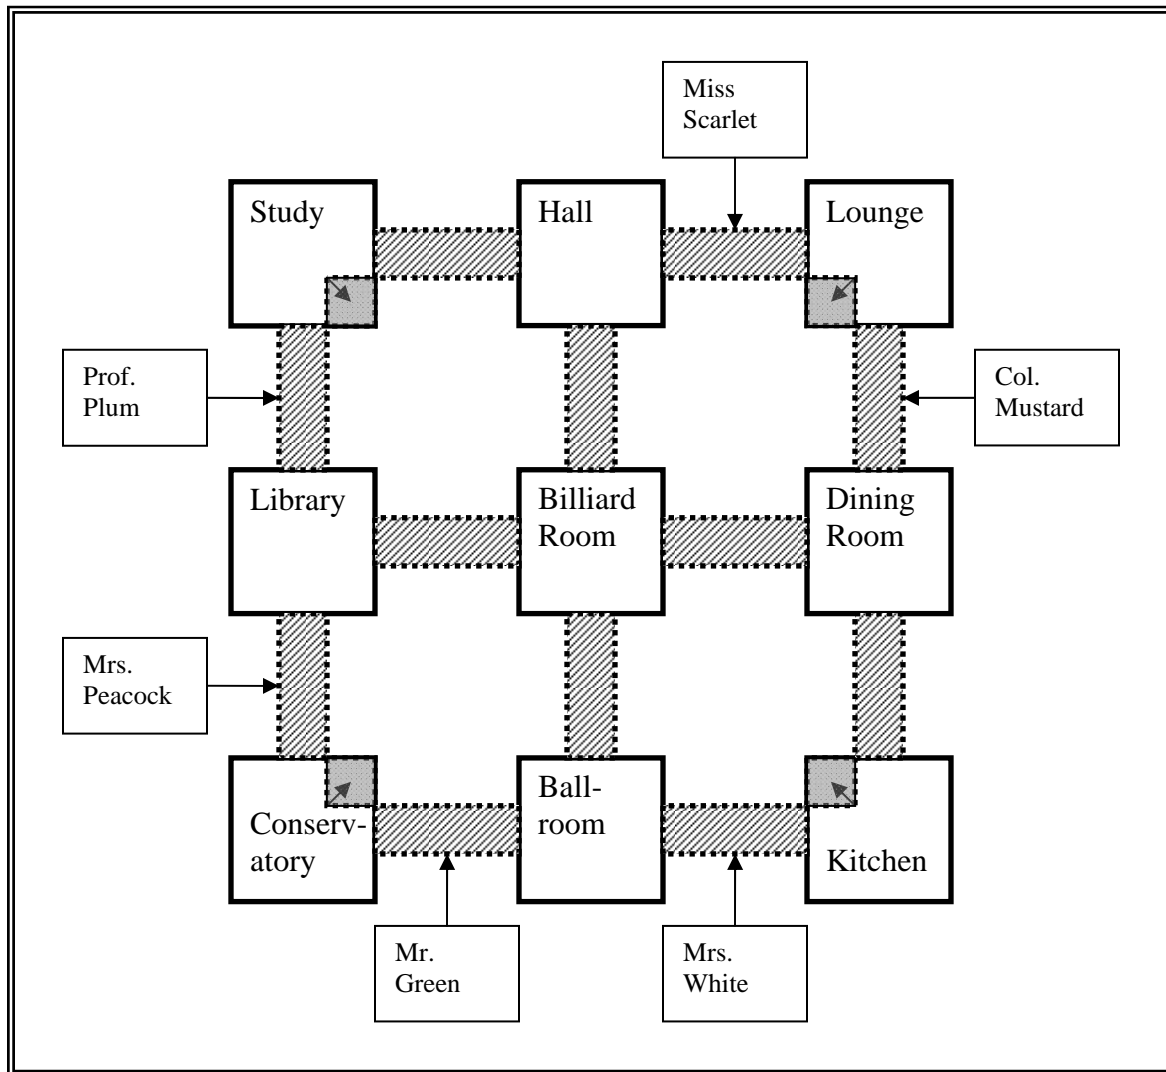 Miss
Scarlet
Study
Hall
Lounge
Prof.
Plum
Col.
Mustard
Library
Billiard
Room
Dining
Room
Mrs.
Peacock
Conserv-
atory
Ball-
room
Kitchen
Mr.
Green
Mrs.
White